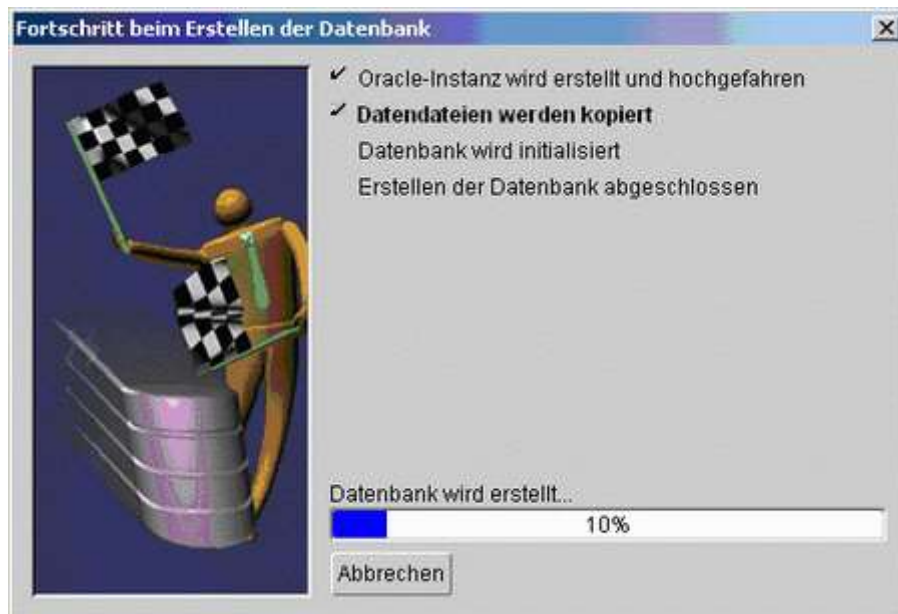 Fortschritt beim Erstellen der Datenbank
Oracle-Instanz wird erstellt und hochgefahren
Datendateien werden kopiert
Datenbank wird initialisiert
Erstellen der Datenbank abgeschlossen
Datenbank wird erstellt...
10%
Abbrechen